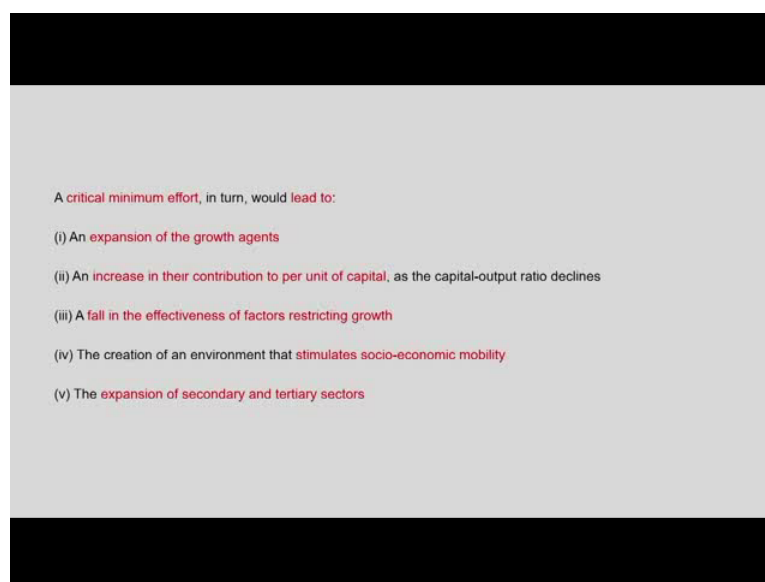 A critical minimum effort, in turn, would lead to:
(i) An expansion of the growth agents
(ii) An increase in their contribution to per unit of capital, as the capital-output ratio declines
(iii) A fall in the effectiveness of factors restricting growth
(iv) The creation of an environment that stimulates socio-economic mobility
(v) The expansion of secondary and tertiary sectors